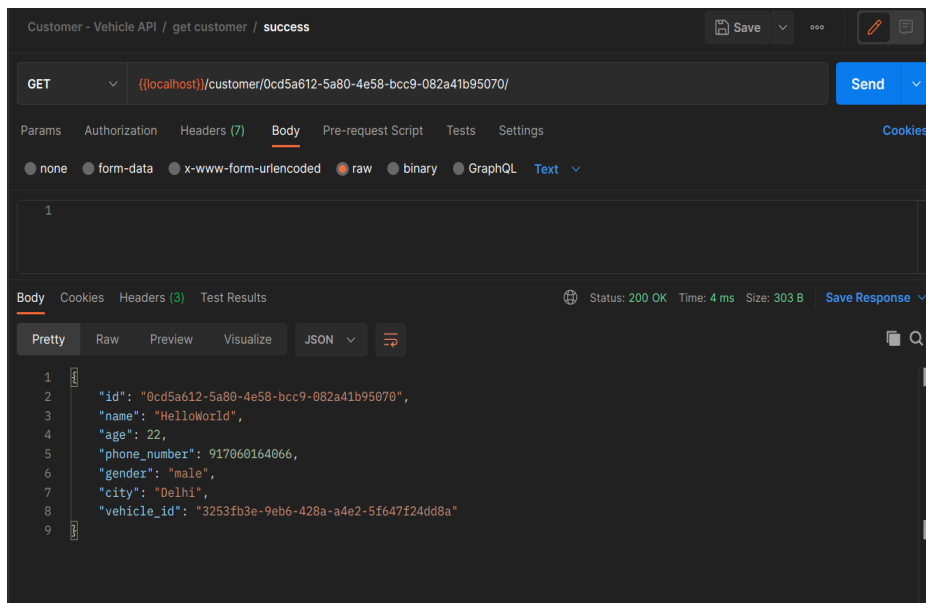 Customer - Vehicle API / get customer / success Save ooo
GET {{localhost}}/customer/0cd5a612-5a80-4e58-bcc9-082a41b95070/ Send
Params Authorization Headers (7) Body Pre-request Script Tests Settings Cookies
none form-data x-www-form-urlencoded raw binary GraphQL Text
1
Body Cookies Headers (3) Test Results Status: 200 OK Time: 4 ms Size: 303 B Save Response
Pretty Raw Preview Visualize JSON
1 {
2 "id": "0cd5a612-5a80-4e58-bcc9-082a41b95070",
3 "name": "HelloWorld",
4 "age": 22,
5 "phone_number": 917060164066,
6 "gender": "male",
7 "city": "Delhi",
8 "vehicle_id": "3253fb3e-9eb6-428a-a4e2-5f647f24dd8a"
9 }